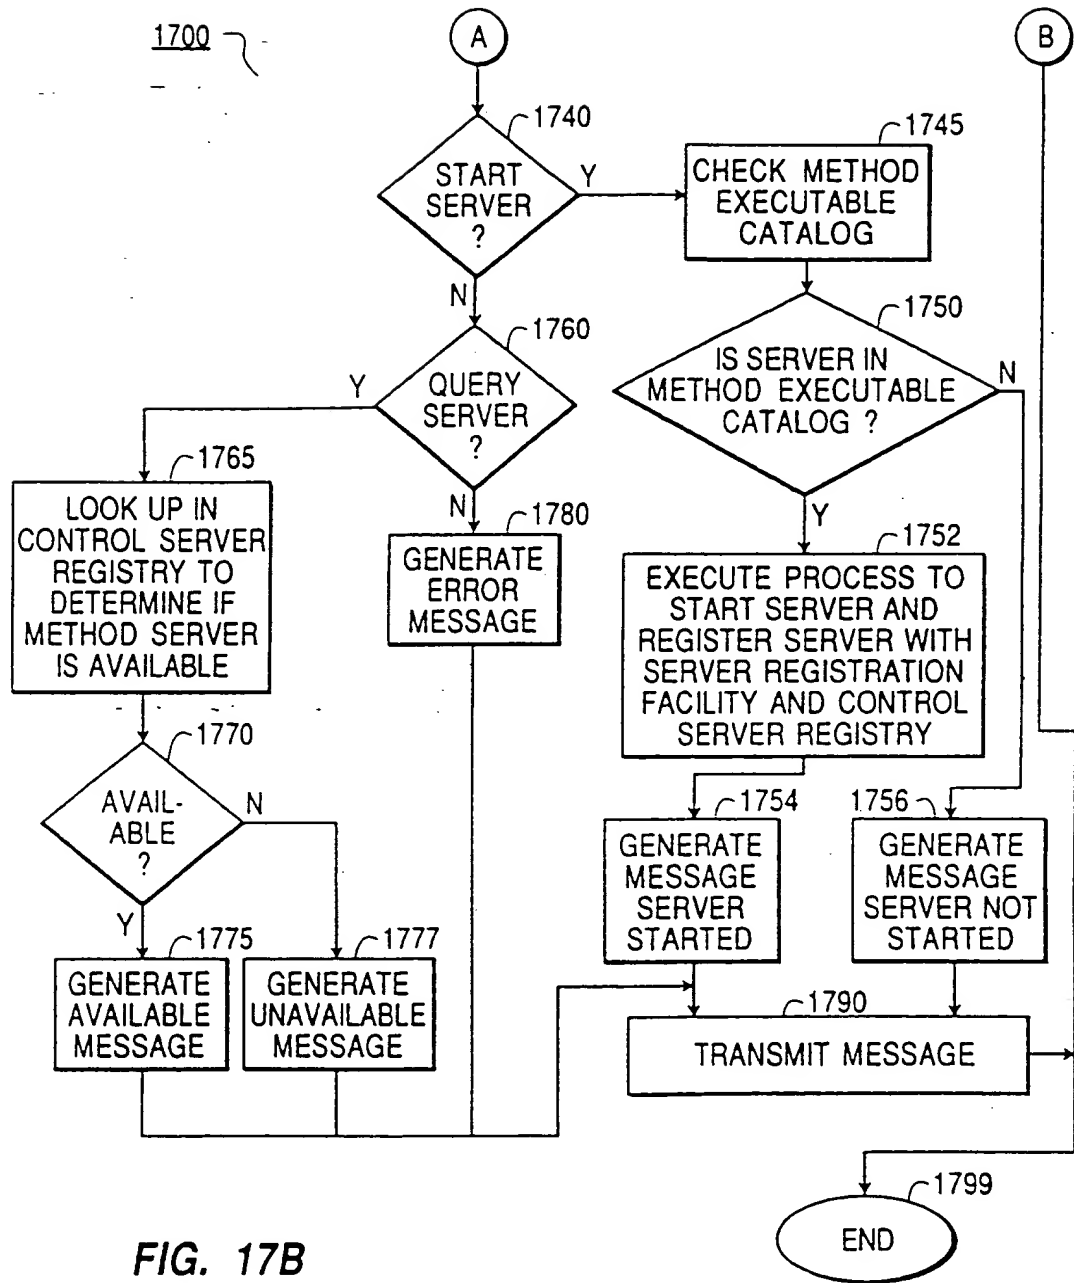 1700
A
B
1740
START
SERVER
?
Y
N
1745
CHECK METHOD
EXECUTABLE
CATALOG
1750
IS SERVER IN
METHOD EXECUTABLE
CATALOG ?
N
Y
1760
QUERY
SERVER
?
Y
N
1765
LOOK UP IN
CONTROL SERVER
REGISTRY TO
DETERMINE IF
METHOD SERVER
IS AVAILABLE
1780
GENERATE
ERROR
MESSAGE
1752
EXECUTE PROCESS TO
START SERVER AND
REGISTER SERVER WITH
SERVER REGISTRATION
FACILITY AND CONTROL
SERVER REGISTRY
1770
AVAIL-
ABLE
?
N
Y
1754
GENERATE
MESSAGE
SERVER
STARTED
1756
GENERATE
MESSAGE
SERVER NOT
STARTED
1775
GENERATE
AVAILABLE
MESSAGE
1777
GENERATE
UNAVAILABLE
MESSAGE
1790
TRANSMIT MESSAGE
1799
END
FIG. 17B